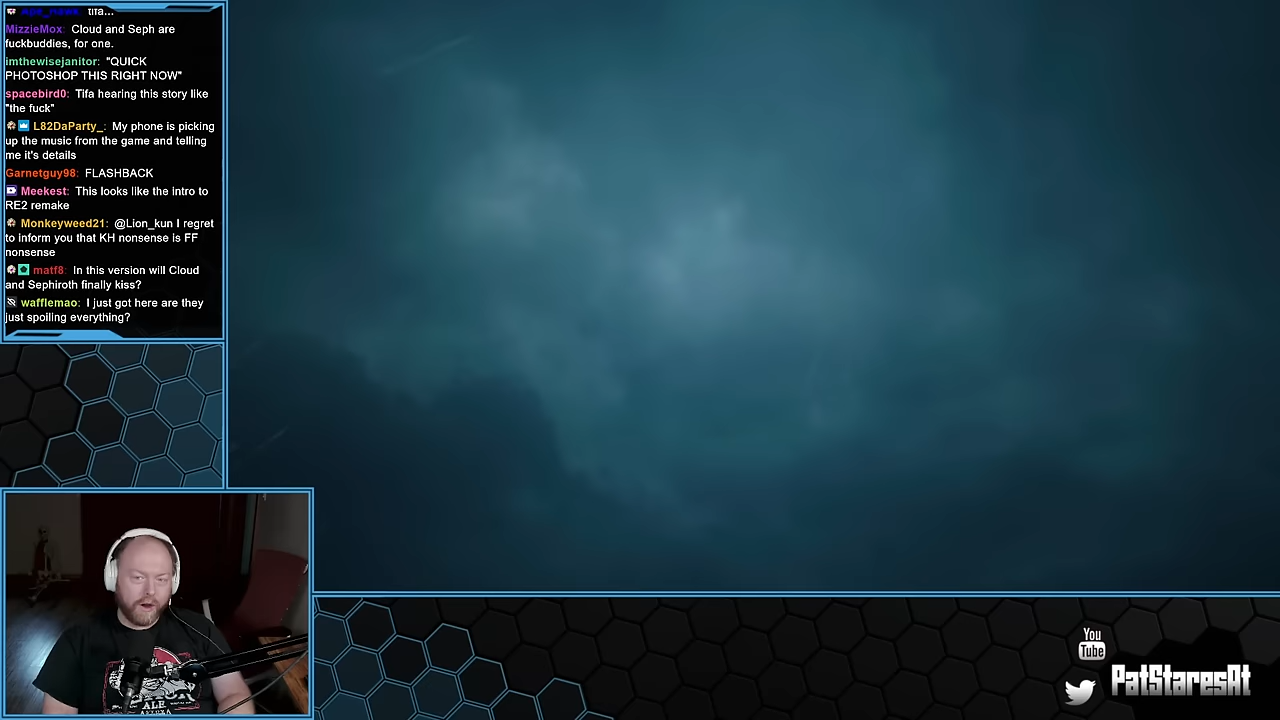 tifa...
MizzieMox: Cloud and Seph are
fuckbuddies, for one.
imthewisejanitor: "QUICK
PHOTOSHOP THIS RIGHT NOW"
spacebird0: Tifa hearing this story like
"the fuck"
L82DaParty_: My phone is picking
up the music from the game and telling
me it's details
Garnetguy98: FLASHBACK
Meekest: This looks like the intro to
RE2 remake
Monkeyweed21: @Lion_kun I regret
to inform you that KH nonsense is FF
nonsense
matf8: In this version will Cloud
and Sephiroth finally kiss?
wafflemao: I just got here are they
just spoiling everything?
ALE
You
Tube
PatStaresAt